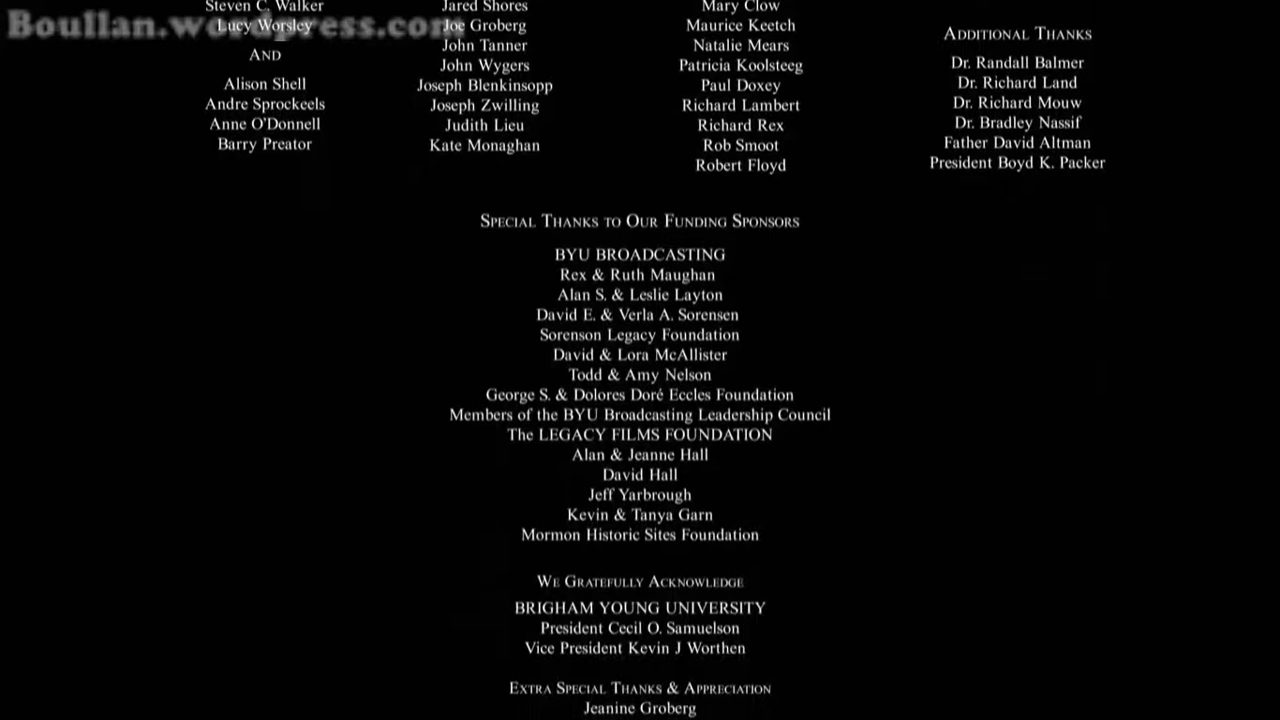 Boullan.wordpress.com
Steven C. Walker
Lucy Worsley
AND
Alison Shell
Andre Sprockeels
Anne O'Donnell
Barry Preator
Jared Shores
Joe Groberg
John Tanner
John Wygers
Joseph Blenkinsopp
Joseph Zwilling
Judith Lieu
Kate Monaghan
Mary Clow
Maurice Keetch
Natalie Mears
Patricia Koolsteeg
Paul Doxey
Richard Lambert
Richard Rex
Rob Smoot
Robert Floyd
ADDITIONAL THANKS
Dr. Randall Balmer
Dr. Richard Land
Dr. Richard Mouw
Dr. Bradley Nassif
Father David Altman
President Boyd K. Packer
SPECIAL THANKS TO OUR FUNDING SPONSORS
BYU BROADCASTING
Rex & Ruth Maughan
Alan S. & Leslie Layton
David E. & Verla A. Sorensen
Sorenson Legacy Foundation
David & Lora McAllister
Todd & Amy Nelson
George S. & Dolores Doré Eccles Foundation
Members of the BYU Broadcasting Leadership Council
The LEGACY FILMS FOUNDATION
Alan & Jeanne Hall
David Hall
Jeff Yarbrough
Kevin & Tanya Garn
Mormon Historic Sites Foundation
WE GRATEFULLY ACKNOWLEDGE
BRIGHAM YOUNG UNIVERSITY
President Cecil O. Samuelson
Vice President Kevin J Worthen
EXTRA SPECIAL THANKS & APPRECIATION
Jeanine Groberg